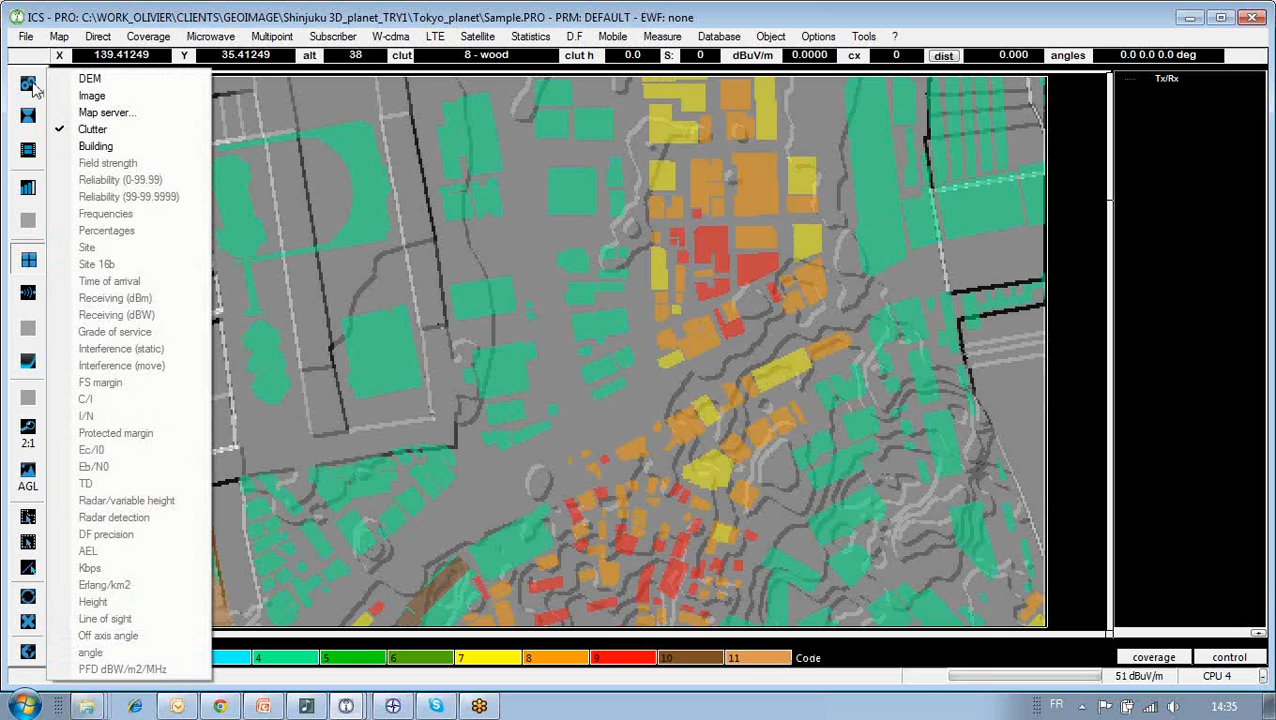 ICS - PRO: C:\WORK_OLIVIER\CLIENTS\GEOIMAGE\Shinjuku 3D_planet_TRY1\Tokyo_planet\Sample.PRO - PRM: DEFAULT - EWF: none
File Map Direct Coverage Microwave Multipoint Subscriber W-cdma LTE Satellite Statistics D.F Mobile Measure Database Object Options Tools ?
X 139.41249 Y 35.41249 alt 38 clut 8 - wood clut h 0.0 S: 0 dBuV/m 0.0000 cx 0 dist 0.000 angles 0.0 0.0 0.0 deg
Tx/Rx
DEM
Image
Map server...
Clutter
Building
Field strength
Reliability (0-99.99)
Reliability (99-99.9999)
Frequencies
Percentages
Site
Site 16b
Time of arrival
Receiving (dBm)
Receiving (dBW)
Grade of service
Interference (static)
Interference (move)
FS margin
C/I
I/N
Protected margin
Ec/I0
Eb/N0
TD
Radar/variable height
Radar detection
DF precision
AEL
Kbps
Erlang/km2
Height
Line of sight
Off axis angle
angle
PFD dBW/m2/MHz
2:1
AGL
4 5 6 7 8 9 10 11 Code
coverage control
51 dBuV/m CPU 4
FR 14:35